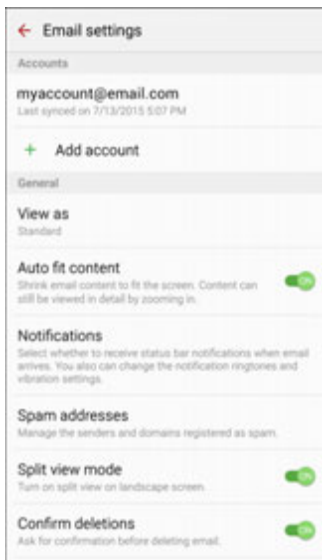 Email settings
Accounts
myaccount@email.com
Last synced on 7/13/2015 5:07 PM
+ Add account
General
View as
Standard
Auto fit content
Shrink email content to fit the screen. Content can
still be viewed in detail by zooming in.
ON
Notifications
Select whether to receive status bar notifications when email
arrives. You also can change the notification ringtones and
vibration settings.
Spam addresses
Manage the senders and domains registered as spam.
Split view mode
Turn on split view on landscape screen.
ON
Confirm deletions
Ask for confirmation before deleting email.
ON